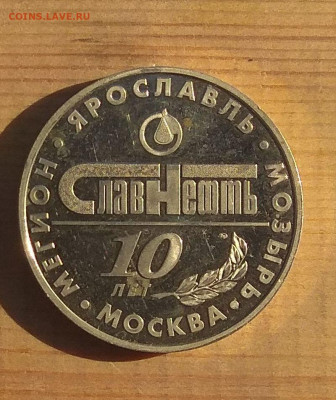 COINS.LAVE.RU
МЕГИОН • ЯРОСЛАВЛЬ • МОЗЫРЬ • МОСКВА •
СлавНефть
10
лет